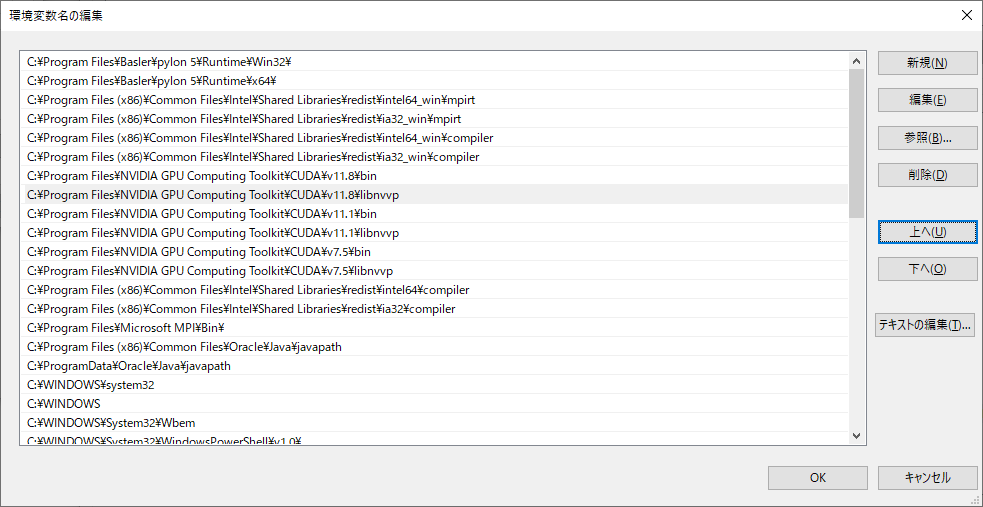 環境変数名の編集
C:¥Program Files¥Basler¥pylon 5¥Runtime¥Win32¥
C:¥Program Files¥Basler¥pylon 5¥Runtime¥x64¥
C:¥Program Files (x86)¥Common Files¥Intel¥Shared Libraries¥redist¥intel64_win¥mpirt
C:¥Program Files (x86)¥Common Files¥Intel¥Shared Libraries¥redist¥ia32_win¥mpirt
C:¥Program Files (x86)¥Common Files¥Intel¥Shared Libraries¥redist¥intel64_win¥compiler
C:¥Program Files (x86)¥Common Files¥Intel¥Shared Libraries¥redist¥ia32_win¥compiler
C:¥Program Files¥NVIDIA GPU Computing Toolkit¥CUDA¥v11.8¥bin
C:¥Program Files¥NVIDIA GPU Computing Toolkit¥CUDA¥v11.8¥libnvvp
C:¥Program Files¥NVIDIA GPU Computing Toolkit¥CUDA¥v11.1¥bin
C:¥Program Files¥NVIDIA GPU Computing Toolkit¥CUDA¥v11.1¥libnvvp
C:¥Program Files¥NVIDIA GPU Computing Toolkit¥CUDA¥v7.5¥bin
C:¥Program Files¥NVIDIA GPU Computing Toolkit¥CUDA¥v7.5¥libnvvp
C:¥Program Files (x86)¥Common Files¥Intel¥Shared Libraries¥redist¥intel64¥compiler
C:¥Program Files (x86)¥Common Files¥Intel¥Shared Libraries¥redist¥ia32¥compiler
C:¥Program Files¥Microsoft MPI¥Bin¥
C:¥Program Files (x86)¥Common Files¥Oracle¥Java¥javapath
C:¥ProgramData¥Oracle¥Java¥javapath
C:¥WINDOWS¥system32
C:¥WINDOWS
C:¥WINDOWS¥System32¥Wbem
C:¥WINDOWS¥System32¥WindowsPowerShell¥v1.0¥
新規(N)
編集(E)
参照(B)...
削除(D)
上へ(U)
下へ(O)
テキストの編集(T)...
OK
キャンセル